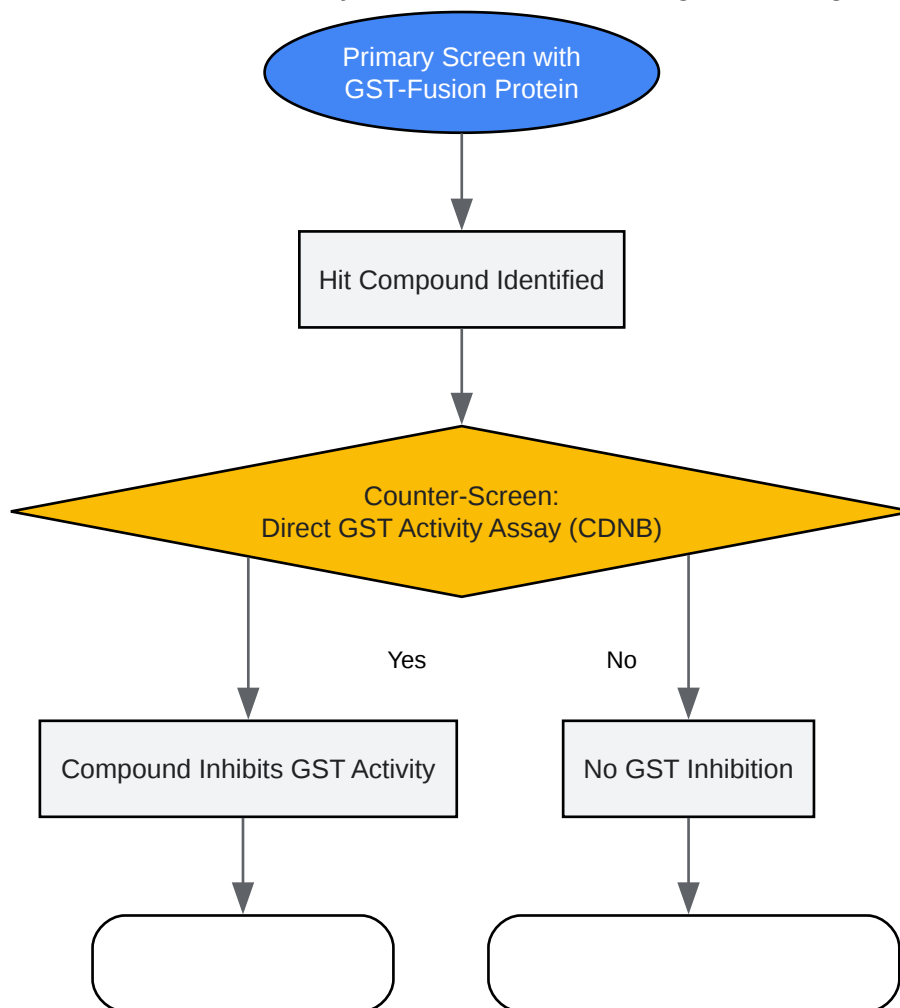 Primary Screen with
GST-Fusion Protein
Hit Compound Identified
Counter-Screen:
Direct GST Activity Assay (CDNB)
Yes
No
Compound Inhibits GST Activity
No GST Inhibition